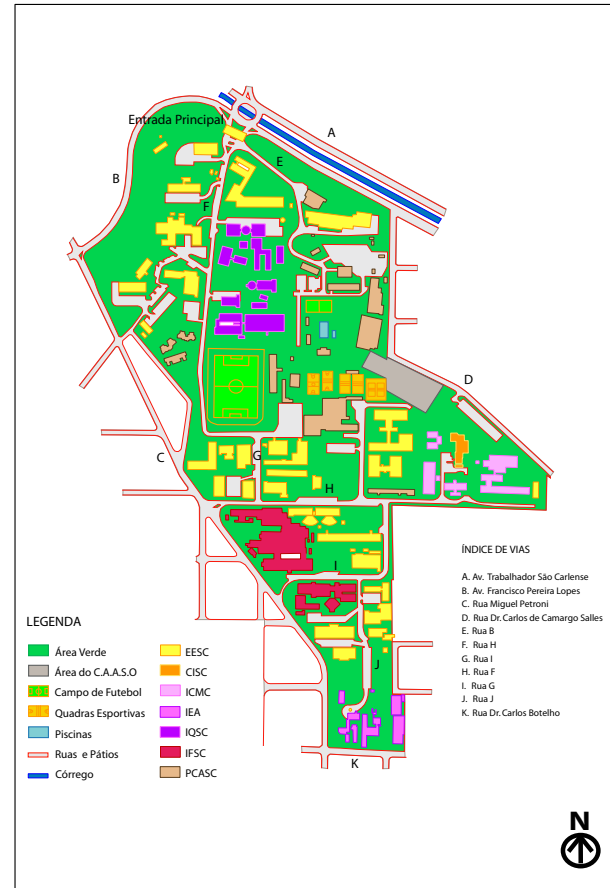 Entrada Principal
A
B
E
F
D
C
G
H
I
J
K
ÍNDICE DE VIAS
A. Av. Trabalhador São Carlense
B. Av. Francisco Pereira Lopes
C. Rua Miguel Petroni
D. Rua Dr. Carlos de Camargo Salles
E. Rua B
F. Rua H
G. Rua I
H. Rua F
I. Rua G
J. Rua J
K. Rua Dr. Carlos Botelho
LEGENDA
Área Verde
Área do C.A.A.S.O
Campo de Futebol
Quadras Esportivas
Piscinas
Ruas e Pátios
Córrego
EESC
CISC
ICMC
IEA
IQSC
IFSC
PCASC
N